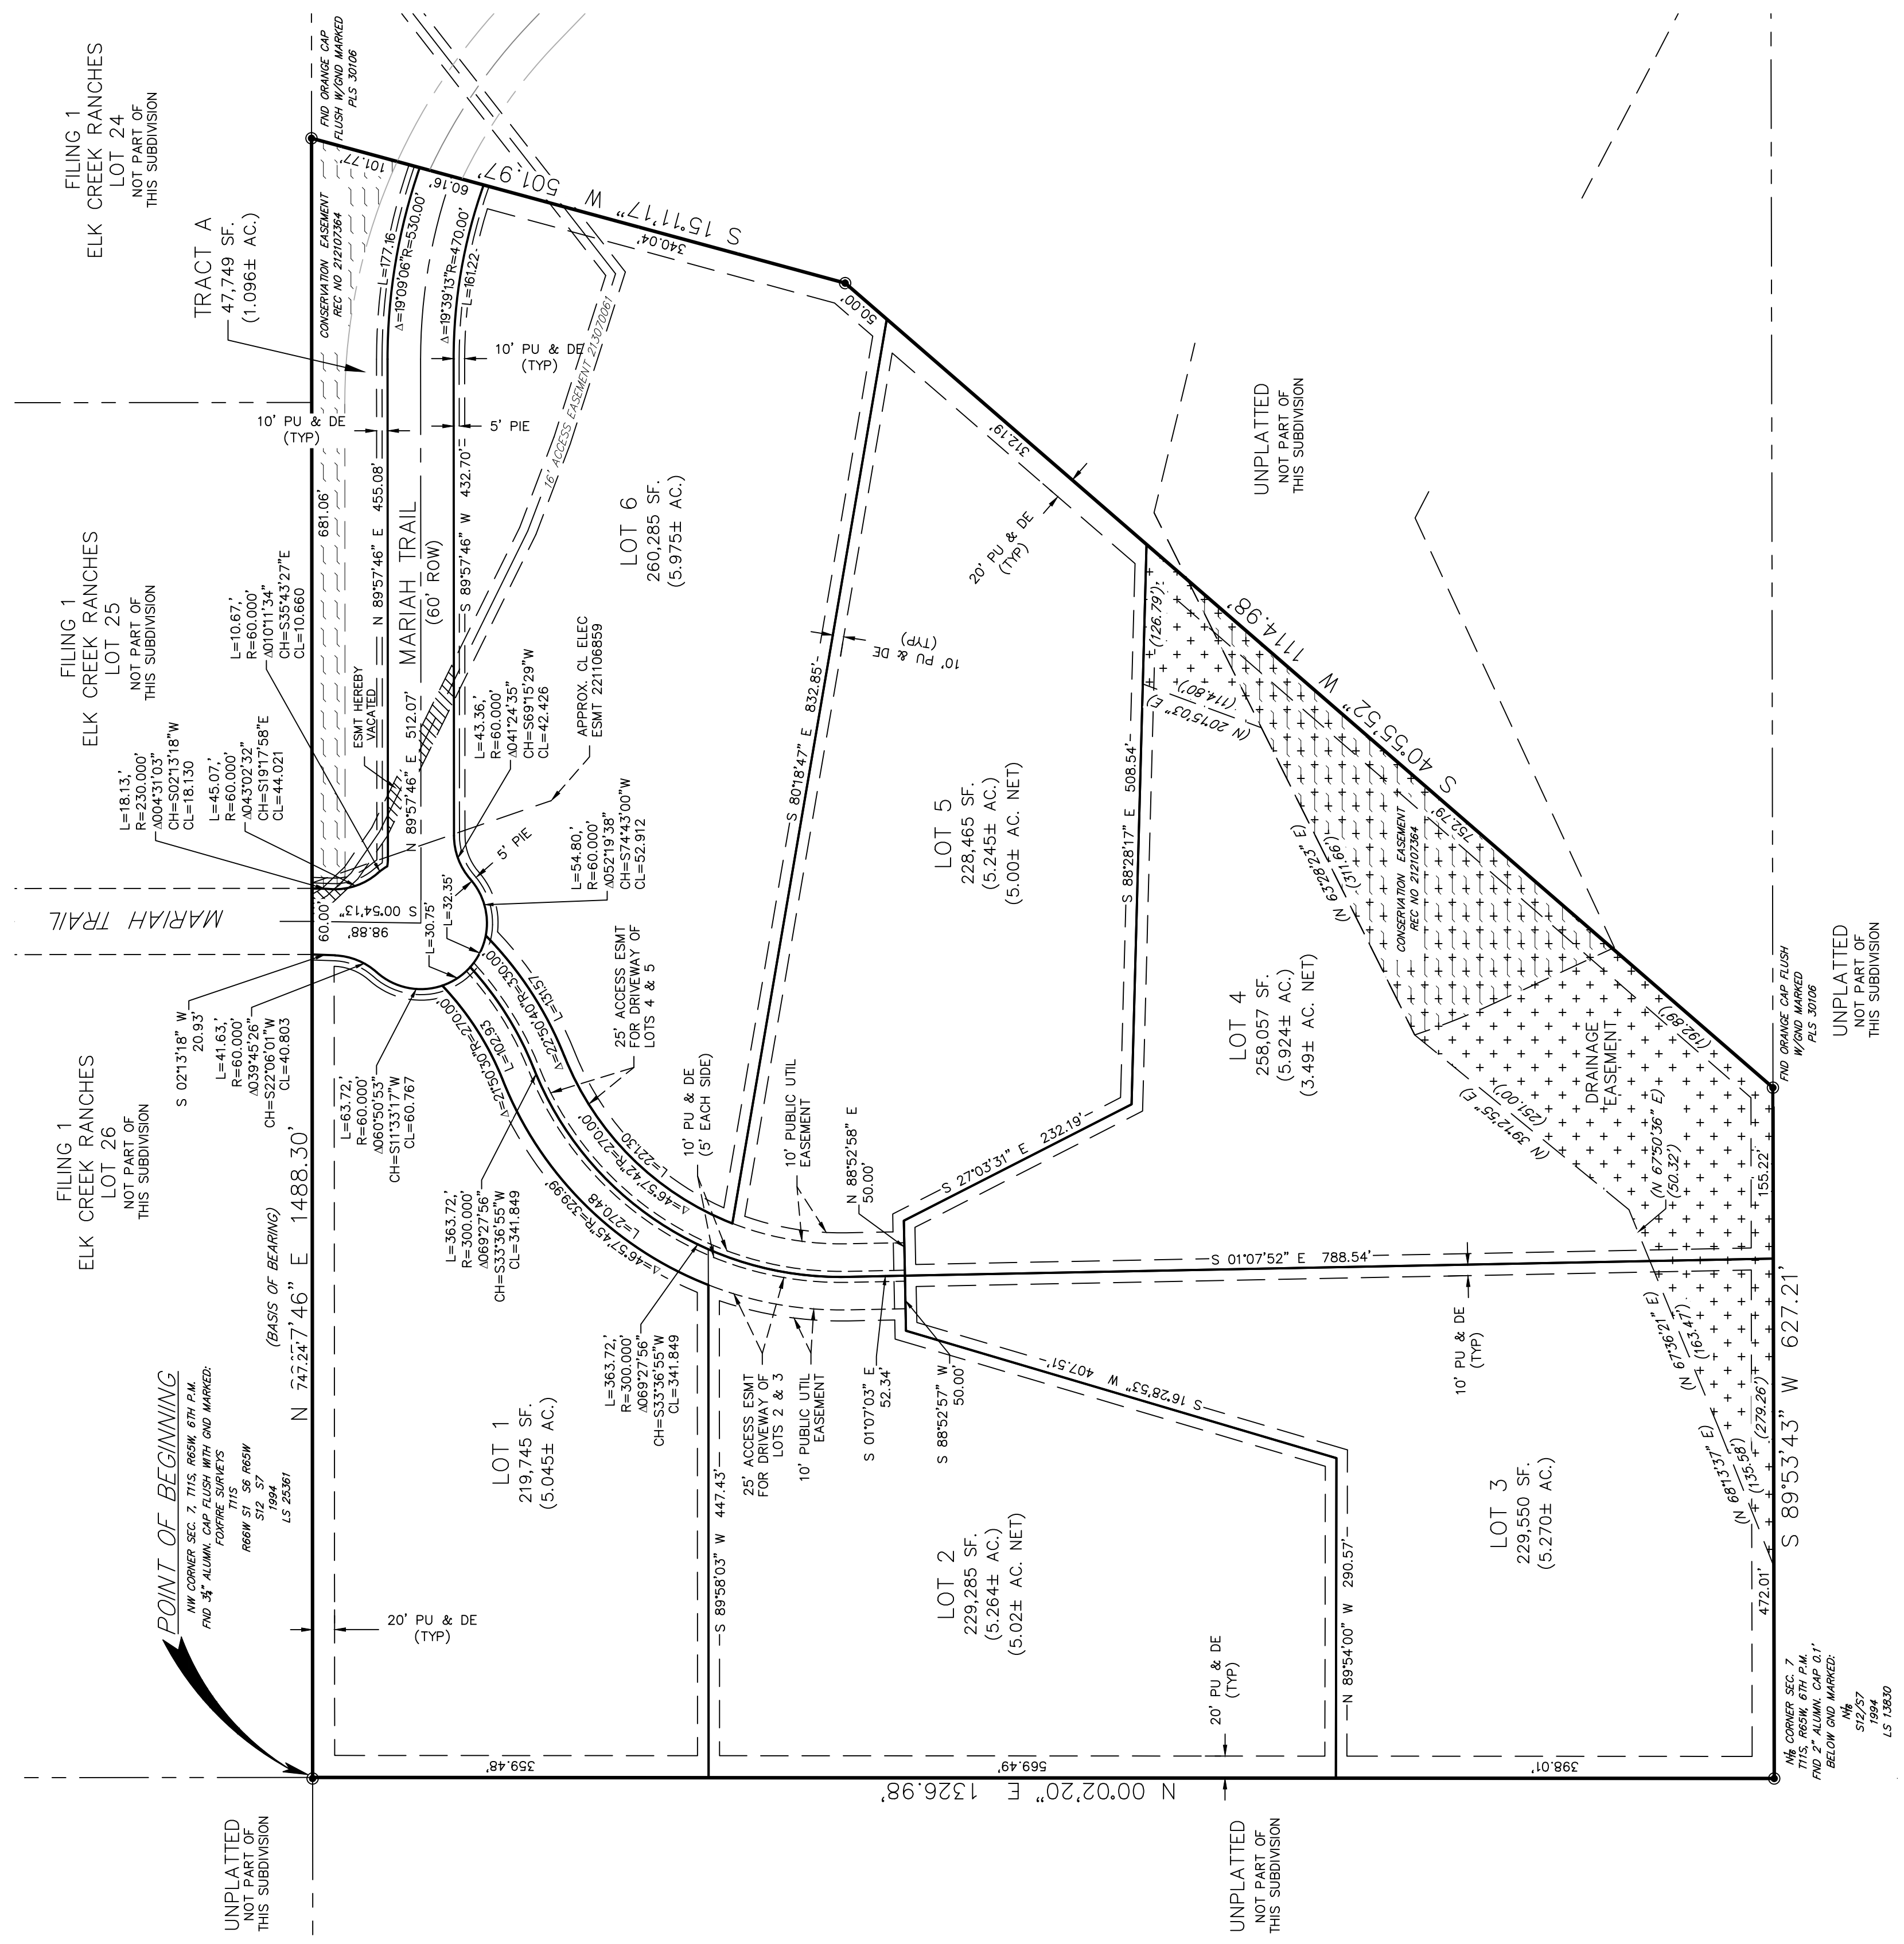 FILING 1
ELK CREEK RANCHES
LOT 24
NOT PART OF
THIS SUBDIVISION
FND ORANGE CAP
FLUSH W/GND MARKED
PLS 30106
TRACT A
47,749 SF.
(1.096± AC.)
CONSERVATION EASEMENT
REC NO 212107364
101.77'
60.16'
S 15°11'17" W 501.97'
340.04'
L=177.16
Δ=19°09'06"R=530.00'
Δ=19°39'13"R=470.00'
L=161.22
10' PU & DE
(TYP)
10' PU & DE
(TYP)
5' PIE
16' ACCESS EASEMENT 213070061
FILING 1
ELK CREEK RANCHES
LOT 25
NOT PART OF
THIS SUBDIVISION
681.06'
N 89°57'46" E 455.08'
MARIAH TRAIL
(60' ROW)
S 89°57'46" W 432.70'
N 89°57'46" E 512.07'
ESMT HEREBY
VACATED
L=10.67,'
R=60.000'
Δ010°11'34"
CH=S35°43'27"E
CL=10.660
L=18.13,'
R=230.000'
Δ004°31'03"
CH=S02°13'18"W
CL=18.130
L=45.07,'
R=60.000'
Δ043°02'32"
CH=S19°17'58"E
CL=44.021
L=43.36,'
R=60.000'
Δ041°24'35"
CH=S69°15'29"W
CL=42.426
APPROX. CL ELEC
ESMT 221106859
L=54.80,'
R=60.000'
Δ052°19'38"
CH=S74°43'00"W
CL=52.912
5' PIE
MARIAH TRAIL
60.00'
S 00°54'13"
98.88'
L=30.75'
L=32.35'
LOT 6
260,285 SF.
(5.975± AC.)
50.00'
S 80°18'47" E 832.85'
10' PU & DE
(TYP)
312.19'
20' PU & DE
(TYP)
UNPLATTED
NOT PART OF
THIS SUBDIVISION
LOT 5
228,465 SF.
(5.245± AC.)
(5.00± AC. NET)
S 88°28'17" E 508.54'
(126.79')
(N 20°15'03" E)
(114.80')
S 40°55'52" W 1114.98'
752.79'
(N 63°28'23" E)
(311.66')
CONSERVATION EASEMENT
REC NO 212107364
LOT 4
258,057 SF.
(5.924± AC.)
(3.49± AC. NET)
DRAINAGE
EASEMENT
(192.89')
(N 39°12'55" E)
(251.00')
(N 67°50'36" E)
(50.32')
FND ORANGE CAP FLUSH
W/GND MARKED
PLS 30106
UNPLATTED
NOT PART OF
THIS SUBDIVISION
FILING 1
ELK CREEK RANCHES
LOT 26
NOT PART OF
THIS SUBDIVISION
S 02°13'18" W
20.93'
L=41.63,'
R=60.000'
Δ039°45'26"
CH=S22°06'01"W
CL=40.803
L=63.72,'
R=60.000'
Δ060°50'53"
CH=S11°33'17"W
CL=60.767
Δ=21°50'30"R=270.00'
L=102.93
Δ=22°50'40"R=330.00'
L=131.57
25' ACCESS ESMT
FOR DRIVEWAY OF
LOTS 4 & 5
L=363.72,'
R=300.000'
Δ069°27'56"
CH=S33°36'55"W
CL=341.849
Δ=46°57'45"R=329.99'
L=270.48
Δ=46°57'42"R=270.00'
L=221.30
10' PU & DE
(5' EACH SIDE)
10' PUBLIC UTIL
EASEMENT
N 88°52'58" E
50.00'
S 27°03'31" E 232.19'
S 01°07'52" E 788.54'
155.22'
(BASIS OF BEARING)
E 1488.30'
747.24'
POINT OF BEGINNING
NW CORNER SEC. 7, T11S, R65W, 6TH P.M.
FND 3¼" ALUMN. CAP FLUSH WITH GND MARKED:
FOXFIRE SURVEYS
T11S
R66W S1 S6 R65W
S12 S7
1994
LS 25361
L=363.72,'
R=300.000'
Δ069°27'56"
CH=S33°36'55"W
CL=341.849
LOT 1
219,745 SF.
(5.045± AC.)
20' PU & DE
(TYP)
S 89°58'03" W 447.43'
25' ACCESS ESMT
FOR DRIVEWAY OF
LOTS 2 & 3
10' PUBLIC UTIL
EASEMENT
S 01°07'03" E
52.34'
S 88°52'57" W
50.00'
S 16°28'53" W 407.51'
10' PU & DE
(TYP)
LOT 2
229,285 SF.
(5.264± AC.)
(5.02± AC. NET)
20' PU & DE
(TYP)
N 89°54'00" W 290.57'
LOT 3
229,550 SF.
(5.270± AC.)
(N 67°36'21" E)
(163.47')
(N 68°13'37" E)
(135.58')
(279.26')
S 89°53'43" W 627.21'
472.01'
359.48'
569.49'
398.01'
N 00°02'20" E 1326.98'
N⅟₁₆ CORNER SEC. 7
T11S, R65W, 6TH P.M.
FND 2" ALUMN. CAP 0.1'
BELOW GND MARKED:
N⅟₁₆
S12/S7
1994
LS 13830
UNPLATTED
NOT PART OF
THIS SUBDIVISION
UNPLATTED
NOT PART OF
THIS SUBDIVISION